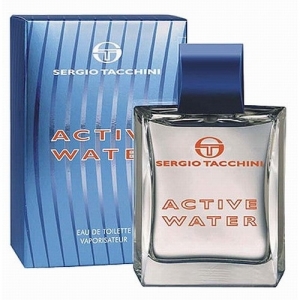 SERGIO TACCHINI
ACTIVE
WATER
EAU DE TOILETTE
VAPORISATEUR
SERGIO TACCHINI
ACTIVE
WATER